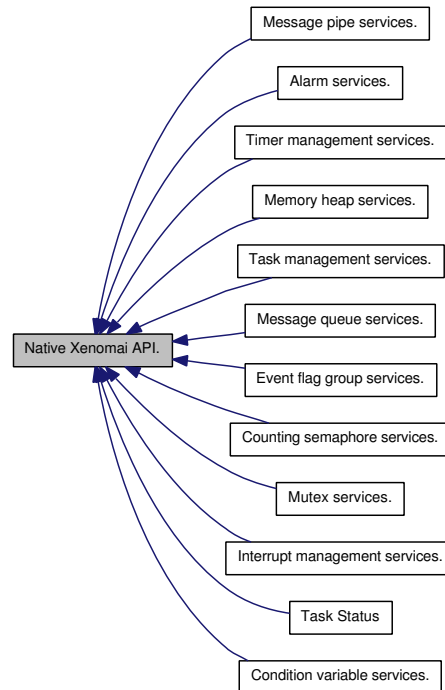 Message pipe services.
Alarm services.
Timer management services.
Memory heap services.
Task management services.
Native Xenomai API.
Message queue services.
Event flag group services.
Counting semaphore services.
Mutex services.
Interrupt management services.
Task Status
Condition variable services.